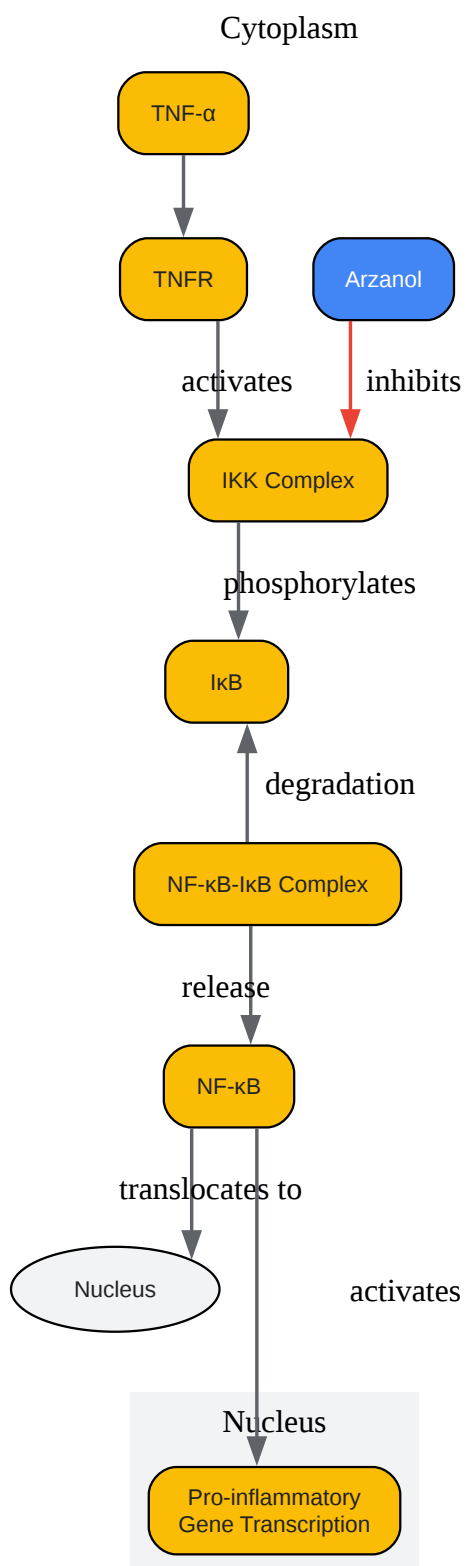 Cytoplasm
TNF-α
TNFR
Arzanol
activates
inhibits
IKK Complex
phosphorylates
IκB
degradation
NF-κB-IκB Complex
release
NF-κB
translocates to
Nucleus
activates
Nucleus
Pro-inflammatory
Gene Transcription